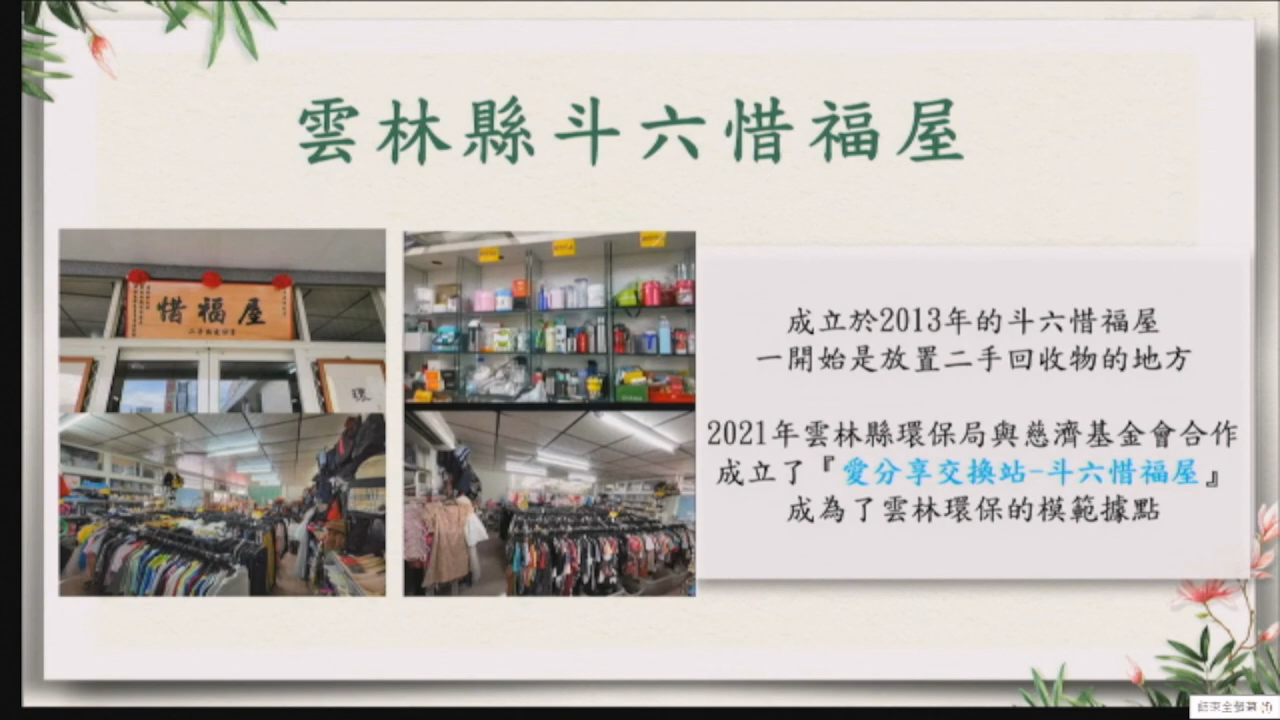 雲林縣斗六惜福屋
惜福屋
成立於2013年的斗六惜福屋
一開始是放置二手回收物的地方
2021年雲林縣環保局與慈濟基金會合作
成立了『愛分享交換站-斗六惜福屋』
成為了雲林環保的模範據點